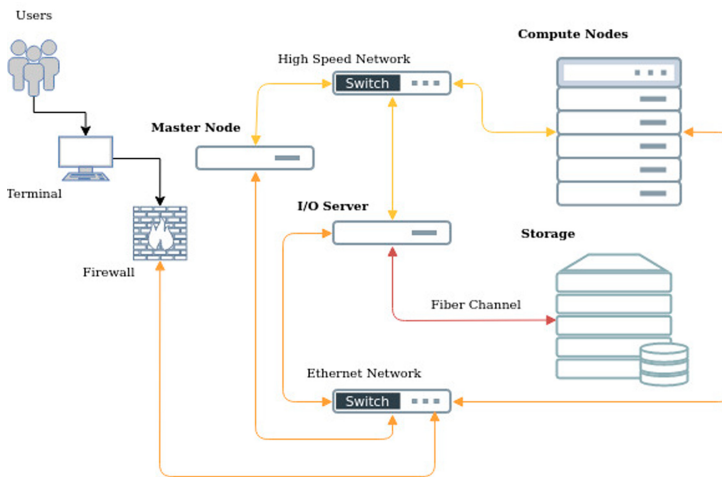 Users
Compute Nodes
High Speed Network
Switch
Master Node
Terminal
I/O Server
Storage
Firewall
Fiber Channel
Ethernet Network
Switch